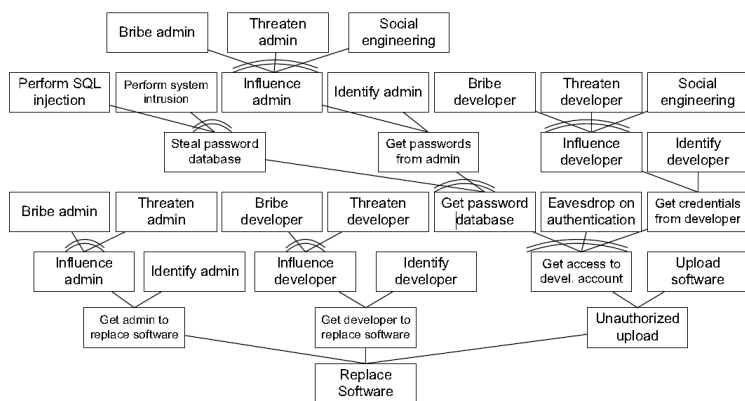 Bribe admin
Threaten
admin
Social
engineering
Perform SQL
injection
Perform system
intrusion
Influence
admin
Identify admin
Bribe
developer
Threaten
developer
Social
engineering
Steal password
database
Get passwords
from admin
Influence
developer
Identify
developer
Bribe admin
Threaten
admin
Bribe
developer
Threaten
developer
Get password
database
Eavesdrop on
authentication
Get credentials
from developer
Influence
admin
Identify admin
Influence
developer
Identify
developer
Get access to
devel. account
Upload
software
Get admin to
replace software
Get developer to
replace software
Unauthorized
upload
Replace
Software